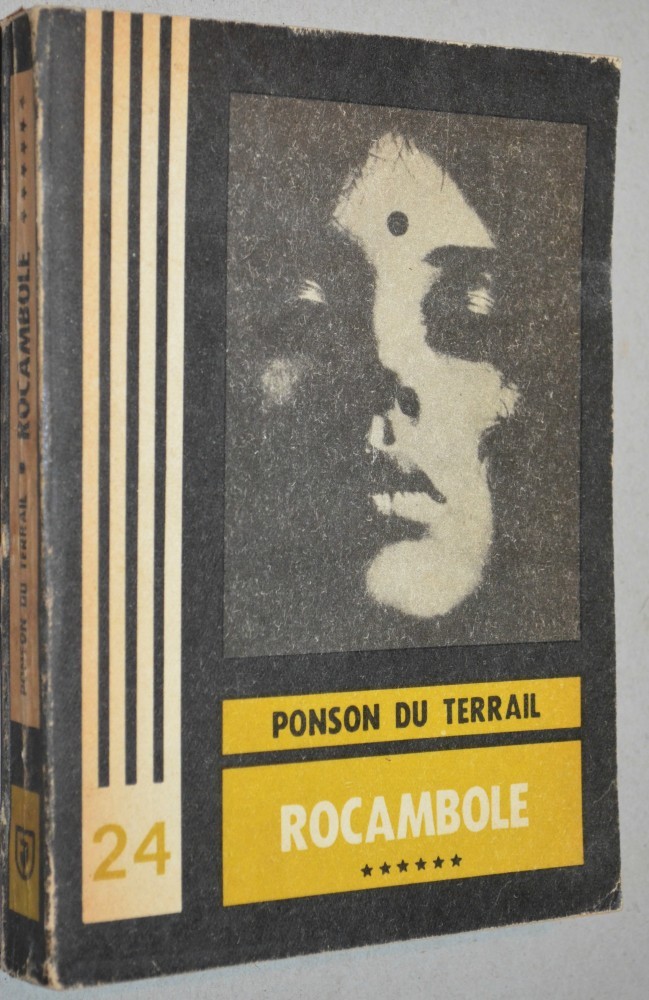 PONSON DU TERRAIL
ROCAMBOLE
★★★★★★
24
PONSON DU TERRAIL ★ ROCAMBOLE ★★★★★★